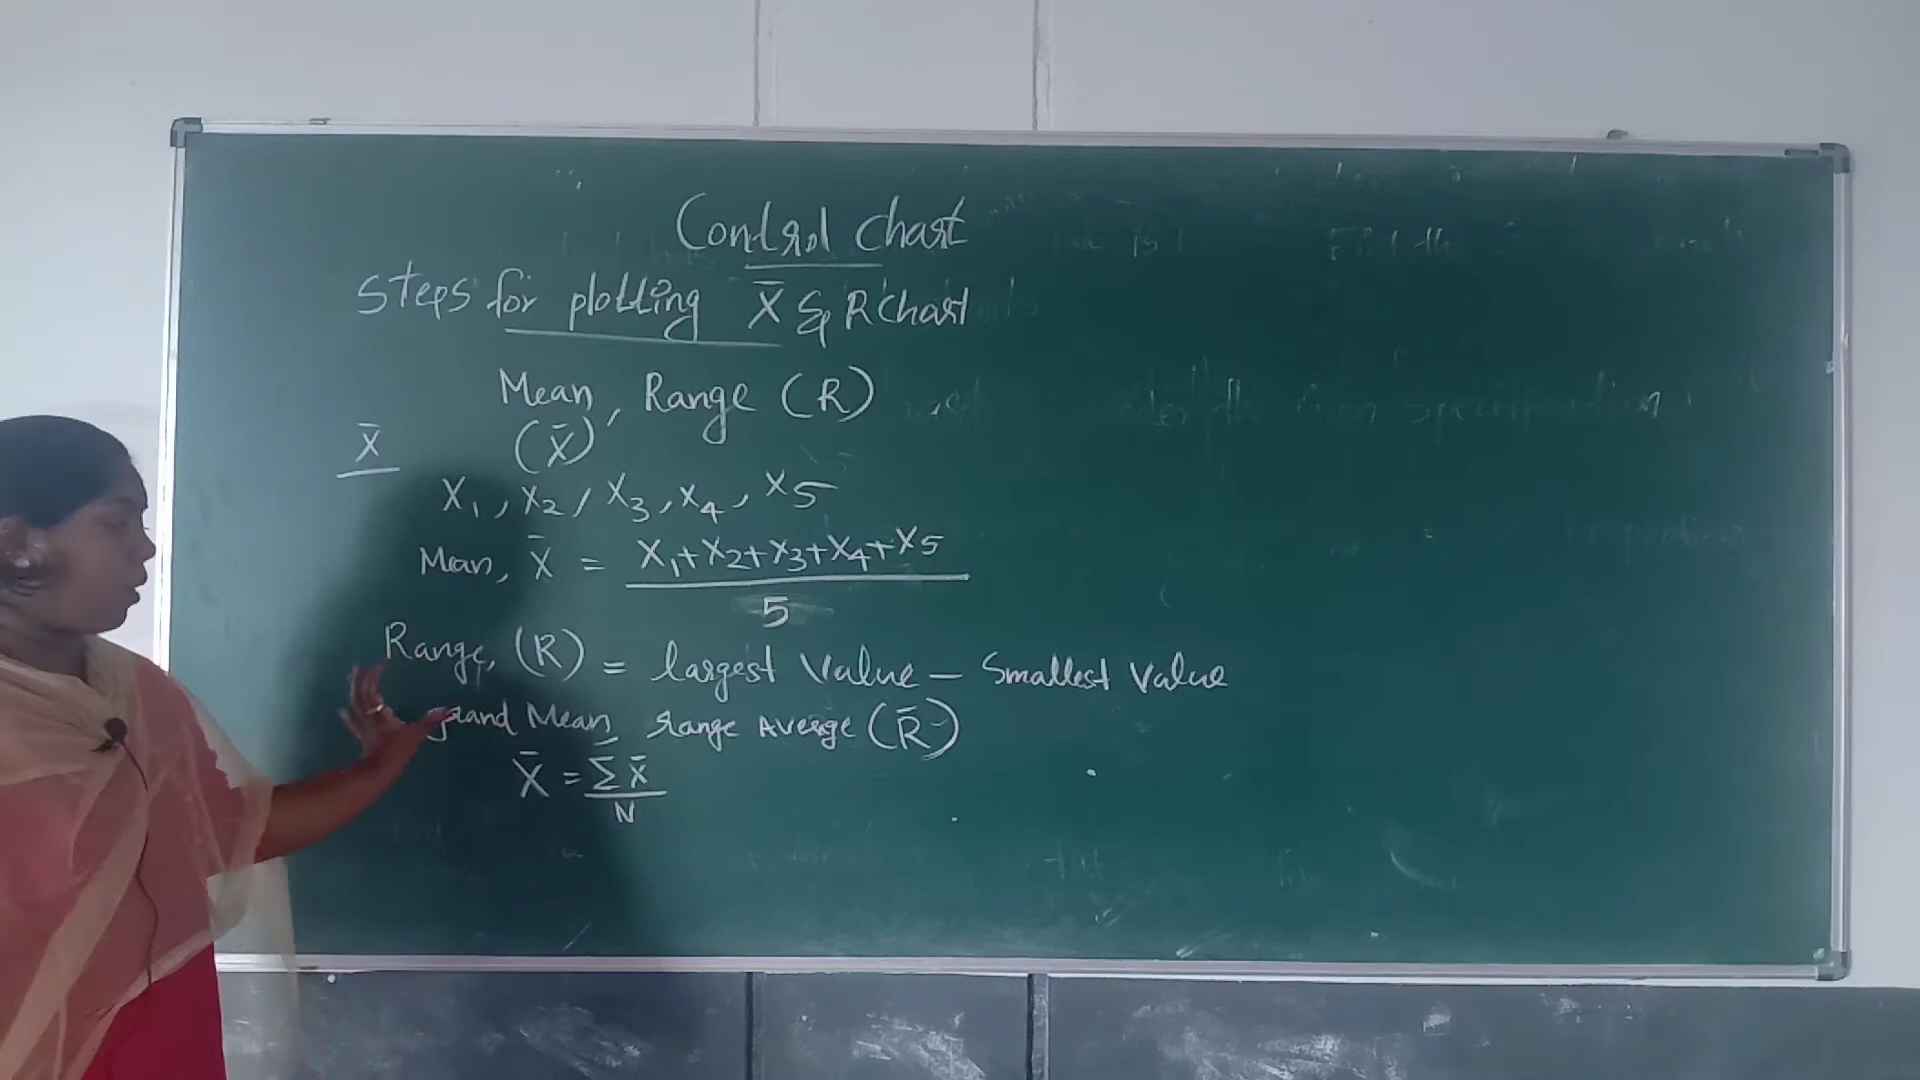 Control chart
Steps for plotting X̄ & R chart
Mean, Range (R)
X̄ (X̄)
X₁, X₂, X₃, X₄, X₅
Mean, X̄ = X₁+X₂+X₃+X₄+X₅
5
Range, (R) = largest Value – Smallest Value
grand Mean, range Average (R̄)
X̿ = Σ x̄
N